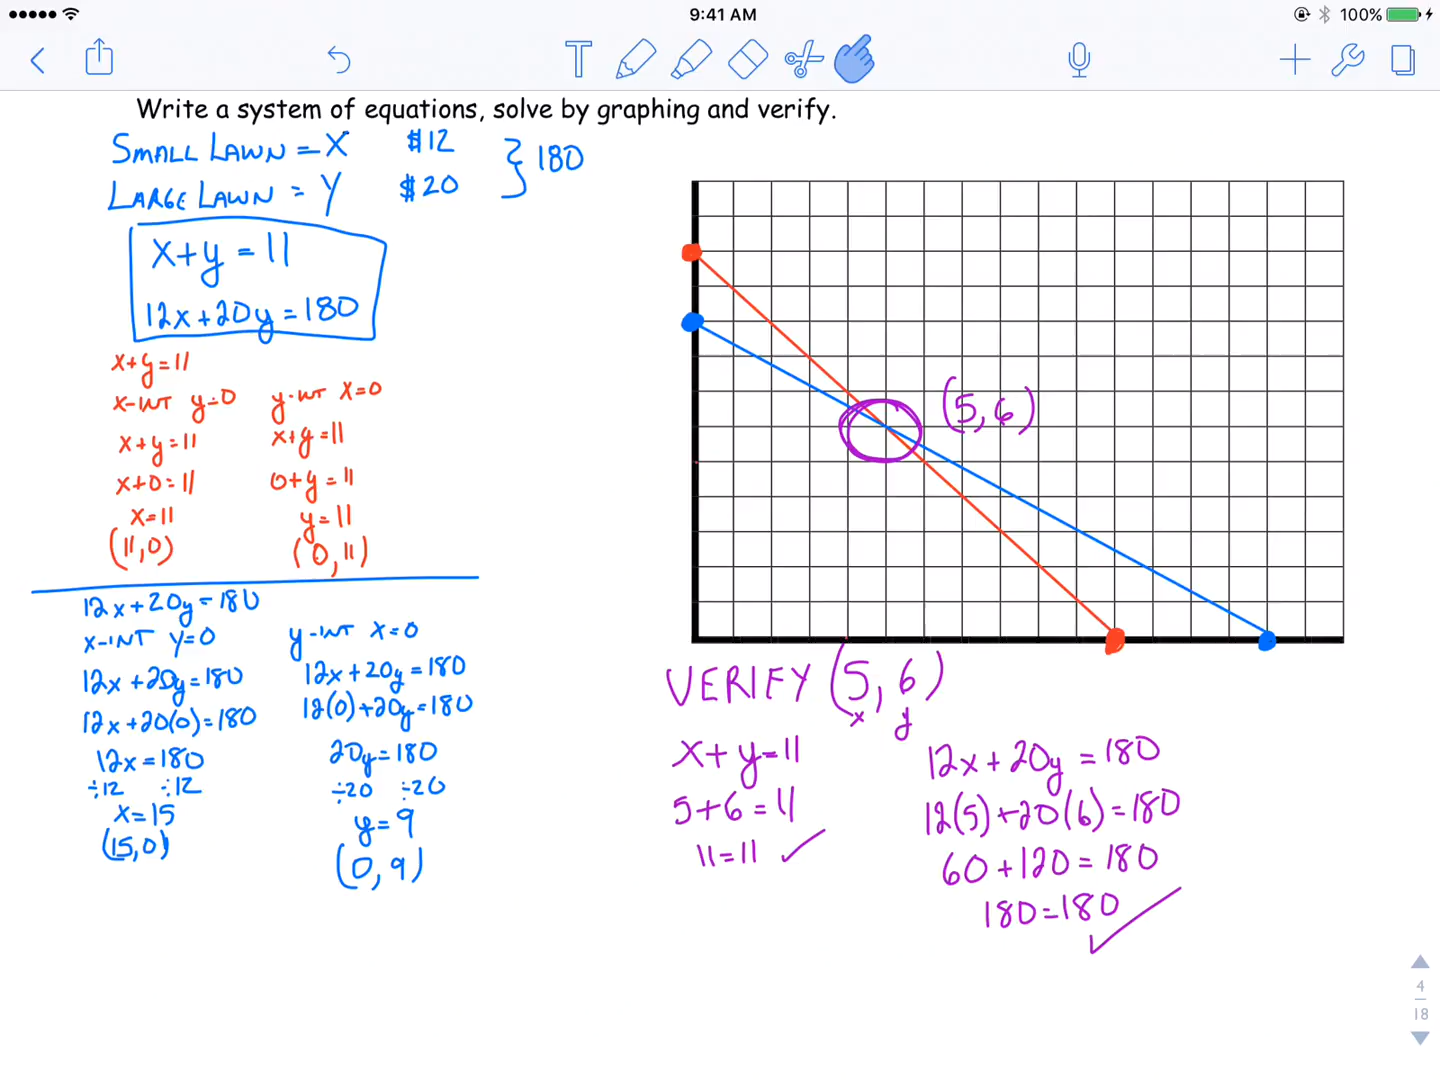 9:41 AM
100%
T
Write a system of equations, solve by graphing and verify.
SMALL LAWN = X $12
LARGE LAWN = Y $20
} 180
x+y = 11
12x+20y = 180
x+y=11
x-INT y=0
x+y=11
x+0=11
x=11
(11,0)
y-INT x=0
x+y=11
0+y=11
y=11
(0,11)
12x+20y=180
x-INT y=0
12x+20y=180
12x+20(0)=180
12x=180
÷12 ÷12
x=15
(15,0)
y-INT x=0
12x+20y=180
12(0)+20y=180
20y=180
÷20 ÷20
y=9
(0,9)
(5,6)
VERIFY (5,6)
x y
x+y=11
5+6=11
11=11 ✓
12x+20y=180
12(5)+20(6)=180
60+120=180
180=180 ✓
4
18